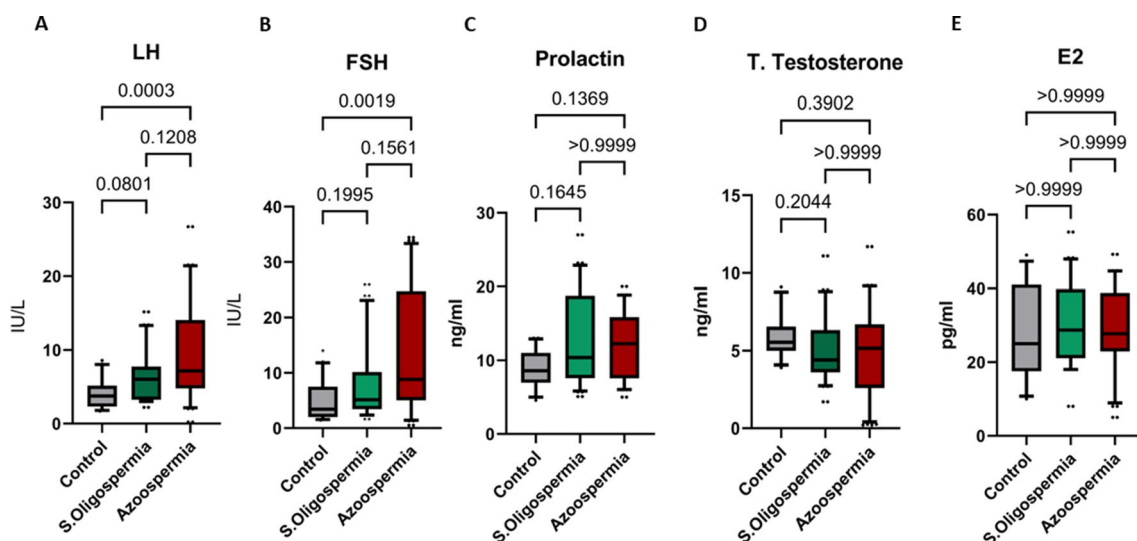 A
LH
0.0003
0.1208
0.0801
30
20
10
0
IU/L
Control
S.Oligospermia
Azoospermia
B
FSH
0.0019
0.1561
0.1995
40
30
20
10
0
IU/L
Control
S.Oligospermia
Azoospermia
C
Prolactin
0.1369
>0.9999
0.1645
30
20
10
0
ng/ml
Control
S.Oligospermia
Azoospermia
D
T. Testosterone
0.3902
>0.9999
0.2044
15
10
5
0
ng/ml
Control
S.Oligospermia
Azoospermia
E
E2
>0.9999
>0.9999
>0.9999
60
40
20
0
pg/ml
Control
S.Oligospermia
Azoospermia